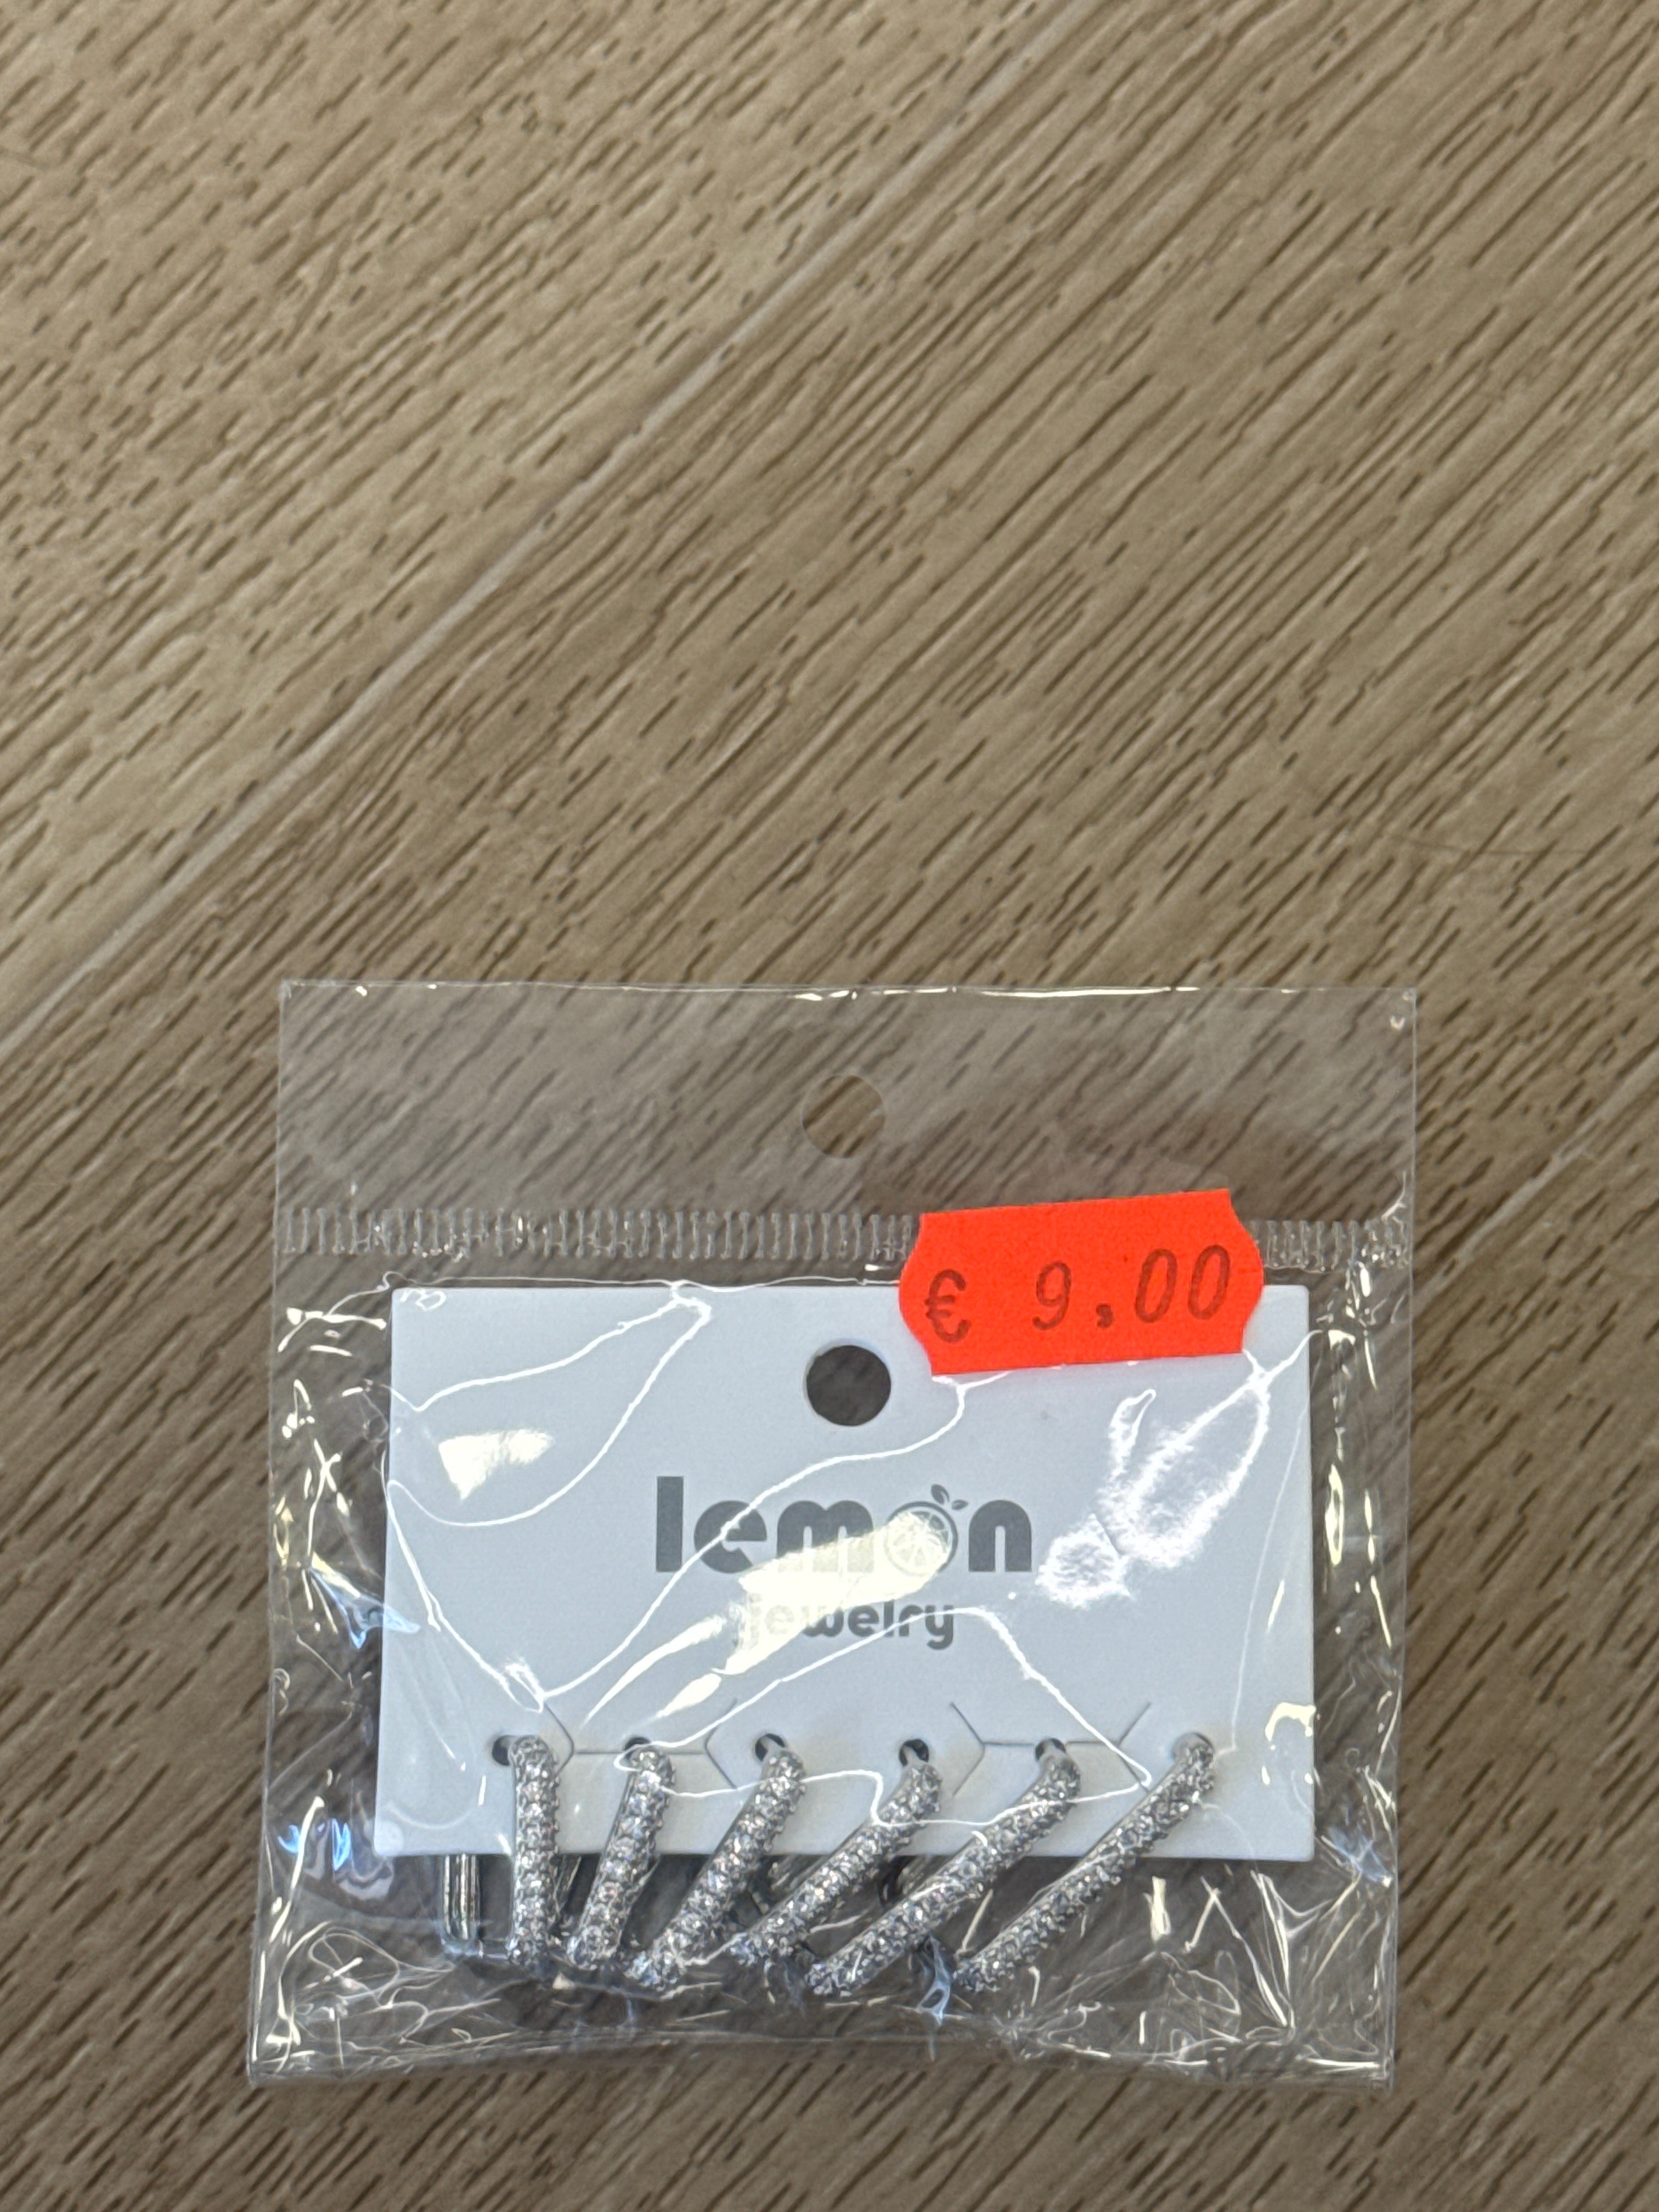 € 9,00
lemon
jewelry